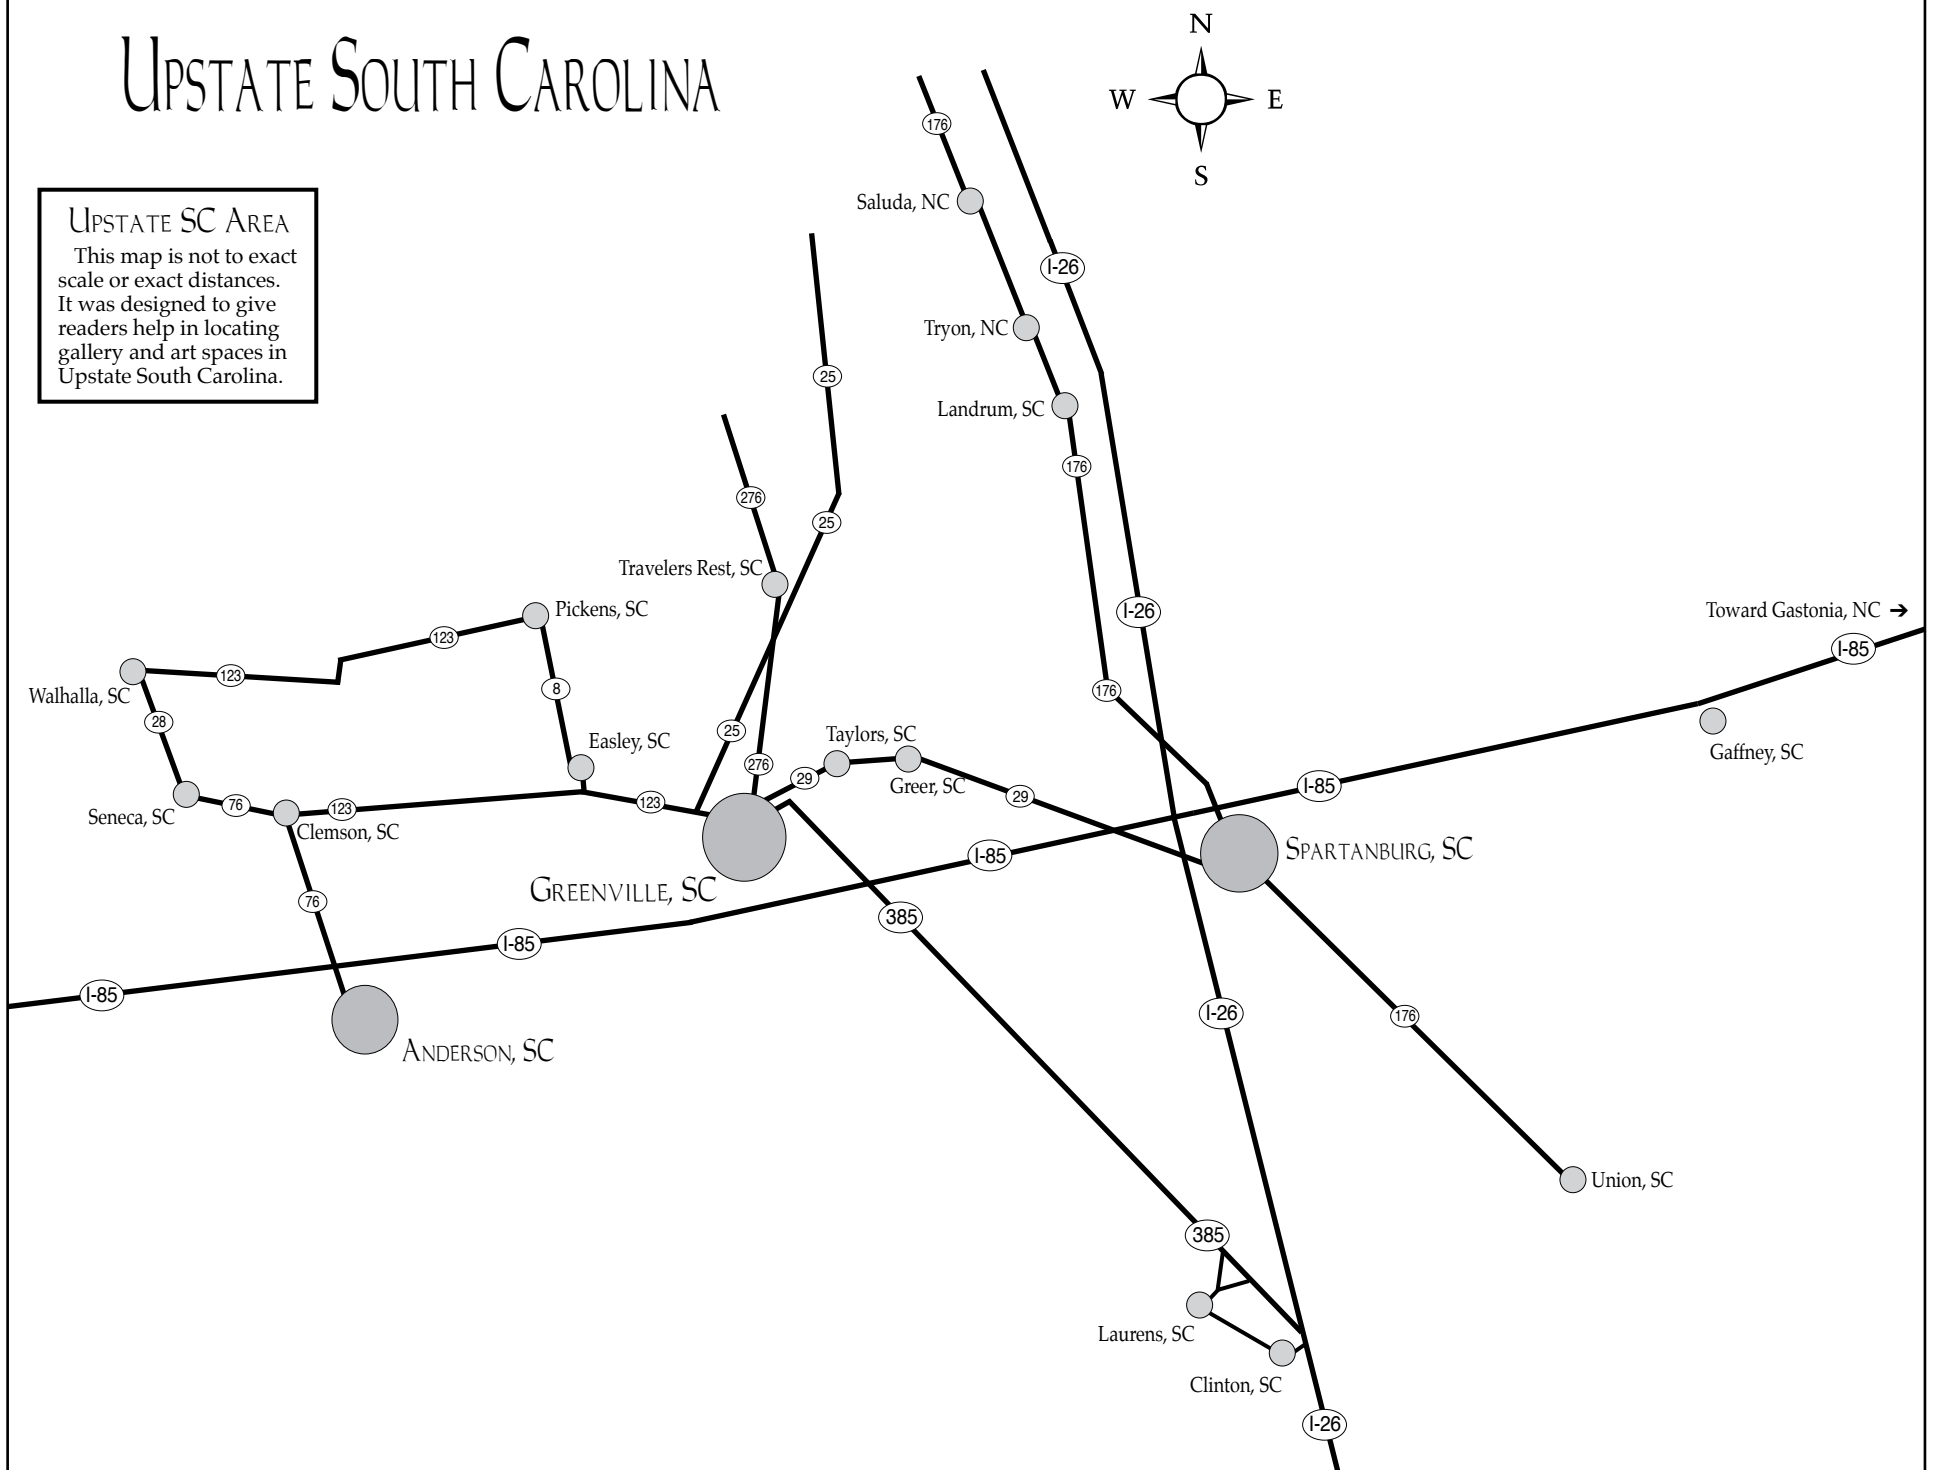 Upstate South Carolina
N
W
E
S
176
Saluda, NC
Upstate SC Area
This map is not to exact
scale or exact distances.
It was designed to give
readers help in locating
gallery and art spaces in
Upstate South Carolina.
I-26
Tryon, NC
25
Landrum, SC
176
276
25
Travelers Rest, SC
Pickens, SC
I-26
Toward Gastonia, NC ➔
123
I-85
123
Walhalla, SC
8
176
28
25
Easley, SC
Taylors, SC
Gaffney, SC
276
29
Greer, SC
I-85
Seneca, SC
76
123
123
29
Clemson, SC
Spartanburg, SC
I-85
Greenville, SC
76
385
I-85
I-85
I-26
176
Anderson, SC
Union, SC
385
Laurens, SC
Clinton, SC
I-26